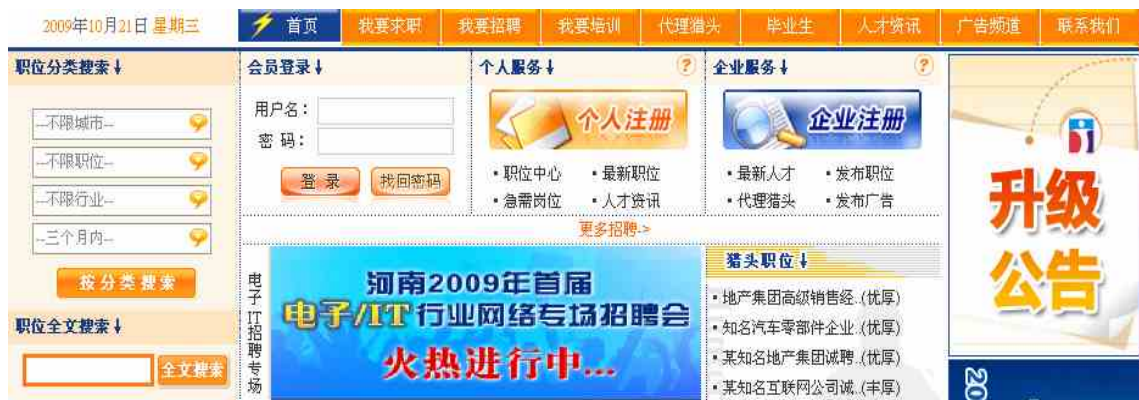 2009年10月21日 星期三
首页
我要求职
我要招聘
我要培训
代理猎头
毕业生
人才资讯
广告频道
联系我们
职位分类搜索↓
--不限城市--
--不限职位--
--不限行业--
--三个月内--
按分类搜索
职位全文搜索↓
全文搜索
会员登录↓
用户名：
密 码：
登 录
找回密码
个人服务↓
?
个人注册
·职位中心
·最新职位
·急需岗位
·人才资讯
企业服务↓
?
企业注册
·最新人才
·发布职位
·代理猎头
·发布广告
更多招聘->
电子IT招聘专场
河南2009年首届
电子/IT行业网络专场招聘会
火热进行中...
猎头职位↓
·地产集团高级销售经..(优厚)
·知名汽车零部件企业..(优厚)
·某知名地产集团诚聘..(优厚)
·某知名互联网公司诚..(丰厚)
升级
公告
20